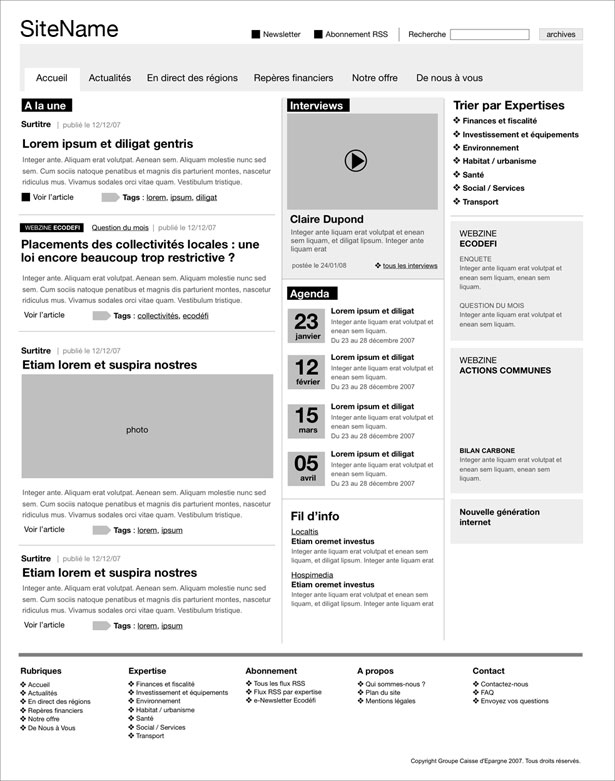 SiteName
Newsletter
Abonnement RSS
Recherche
archives
Accueil
Actualités
En direct des régions
Repères financiers
Notre offre
De nous à vous
A la une
Surtitre | publié le 12/12/07
Lorem ipsum et diligat gentris
Integer ante. Aliquam erat volutpat. Aenean sem. Aliquam molestie nunc sed
sem. Cum sociis natoque penatibus et magnis dis parturient montes, nascetur
ridiculus mus. Vivamus sodales orci vitae quam. Vestibulum tristique.
Voir l'article
Tags : lorem, ipsum, diligat
WEBZINE ECODEFI Question du mois | publié le 12/12/07
Placements des collectivités locales : une
loi encore beaucoup trop restrictive ?
Integer ante. Aliquam erat volutpat. Aenean sem. Aliquam molestie nunc sed
sem. Cum sociis natoque penatibus et magnis dis parturient montes, nascetur
ridiculus mus. Vivamus sodales orci vitae quam. Vestibulum tristique.
Voir l'article
Tags : collectivités, ecodéfi
Surtitre | publié le 12/12/07
Etiam lorem et suspira nostres
photo
Integer ante. Aliquam erat volutpat. Aenean sem. Aliquam molestie nunc sed
sem. Cum sociis natoque penatibus et magnis dis parturient montes, nascetur
ridiculus mus. Vivamus sodales orci vitae quam. Vestibulum tristique.
Voir l'article
Tags : lorem, ipsum
Surtitre | publié le 12/12/07
Etiam lorem et suspira nostres
Integer ante. Aliquam erat volutpat. Aenean sem. Aliquam molestie nunc sed
sem. Cum sociis natoque penatibus et magnis dis parturient montes, nascetur
ridiculus mus. Vivamus sodales orci vitae quam. Vestibulum tristique.
Voir l'article
Tags : lorem, ipsum
Interviews
Claire Dupond
Integer ante liquam erat volutpat et enean
sem liquam, et diligat lipsum. Integer ante liquam
erat liquam erat
postée le 24/01/08
tous les interviews
Agenda
23
janvier
Lorem ipsum et diligat
Integer ante liquam erat volutpat et
enean sem liquam.
Du 23 au 28 décembre 2007
12
février
Lorem ipsum et diligat
Integer ante liquam erat volutpat et
enean sem liquam.
Du 23 au 28 décembre 2007
15
mars
Lorem ipsum et diligat
Integer ante liquam erat volutpat et
enean sem liquam.
Du 23 au 28 décembre 2007
05
avril
Lorem ipsum et diligat
Integer ante liquam erat volutpat et
enean sem liquam.
Du 23 au 28 décembre 2007
Fil d'info
Localtis
Etiam oremet investus
Integer ante liquam erat volutpat et enean sem
liquam, et diligat lipsum. Integer ante liquam erat
Hospimedia
Etiam oremet investus
Integer ante liquam erat volutpat et enean sem
liquam, et diligat lipsum. Integer ante liquam erat
Trier par Expertises
Finances et fiscalité
Investissement et équipements
Environnement
Habitat / urbanisme
Santé
Social / Services
Transport
WEBZINE
ECODEFI
ENQUETE
Integer ante liquam erat volutpat et
enean sem liquam, enean sem
liquam.
QUESTION DU MOIS
Integer ante liquam erat volutpat et
enean sem liquam.
WEBZINE
ACTIONS COMMUNES
BILAN CARBONE
Integer ante liquam erat volutpat et
enean sem liquam, enean sem
liquam.
Nouvelle génération
internet
Rubriques
Accueil
Actualités
En direct des régions
Repères financiers
Notre offre
De Nous à Vous
Expertise
Finances et fiscalité
Investissement et équipements
Environnement
Habitat / urbanisme
Santé
Social / Services
Transport
Abonnement
Tous les flux RSS
Flux RSS par expertise
e-Newsletter Ecodéfi
A propos
Qui sommes-nous ?
Plan du site
Mentions légales
Contact
Contactez-nous
FAQ
Envoyez vos questions
Copyright Groupe Caisse d'Epargne 2007. Tous droits réservés.